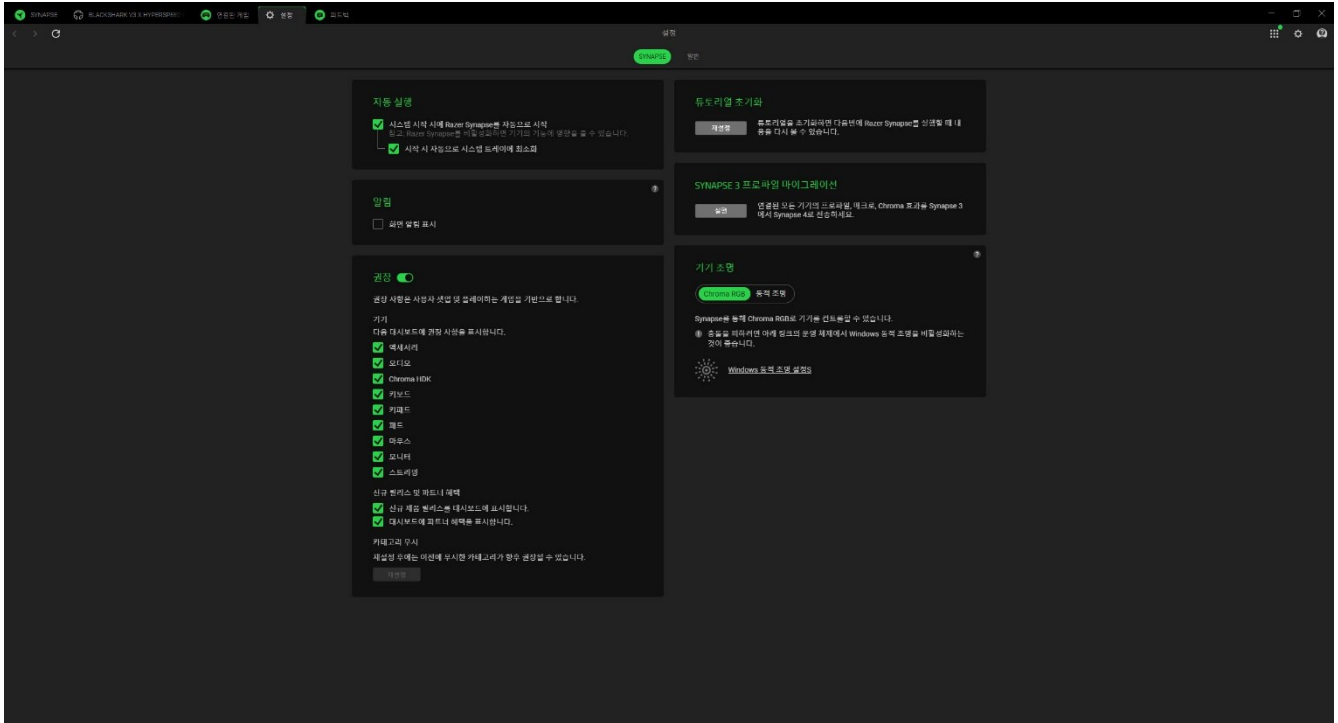 SYNAPSE
BLACKSHARK V3 X HYPERSPEED
연결된 게임
설정
피드백
설정
SYNAPSE
일반
자동 실행
시스템 시작 시에 Razer Synapse를 자동으로 시작
참고: Razer Synapse를 비활성화하면 기기의 기능에 영향을 줄 수 있습니다.
시작 시 자동으로 시스템 트레이에 최소화
알림
화면 알림 표시
권장
권장 사항은 사용자 셋업 및 플레이하는 게임을 기반으로 합니다.
기기
다음 대시보드에 권장 사항을 표시합니다.
액세서리
오디오
Chroma HDK
키보드
키패드
패드
마우스
모니터
스트리밍
신규 릴리스 및 파트너 혜택
신규 제품 릴리스를 대시보드에 표시합니다.
대시보드에 파트너 혜택을 표시합니다.
카테고리 무시
재설정 후에는 이전에 무시한 카테고리가 향후 권장될 수 있습니다.
재설정
튜토리얼 초기화
재설정
튜토리얼을 초기화하면 다음번에 Razer Synapse를 실행할 때 내
용을 다시 볼 수 있습니다.
SYNAPSE 3 프로파일 마이그레이션
실행
연결된 모든 기기의 프로파일, 매크로, Chroma 효과를 Synapse 3
에서 Synapse 4로 전송하세요.
기기 조명
Chroma RGB
동적 조명
Synapse를 통해 Chroma RGB로 기기를 컨트롤할 수 있습니다.
충돌을 피하려면 아래 링크의 운영 체제에서 Windows 동적 조명을 비활성화하는
것이 좋습니다.
Windows 동적 조명 설정S